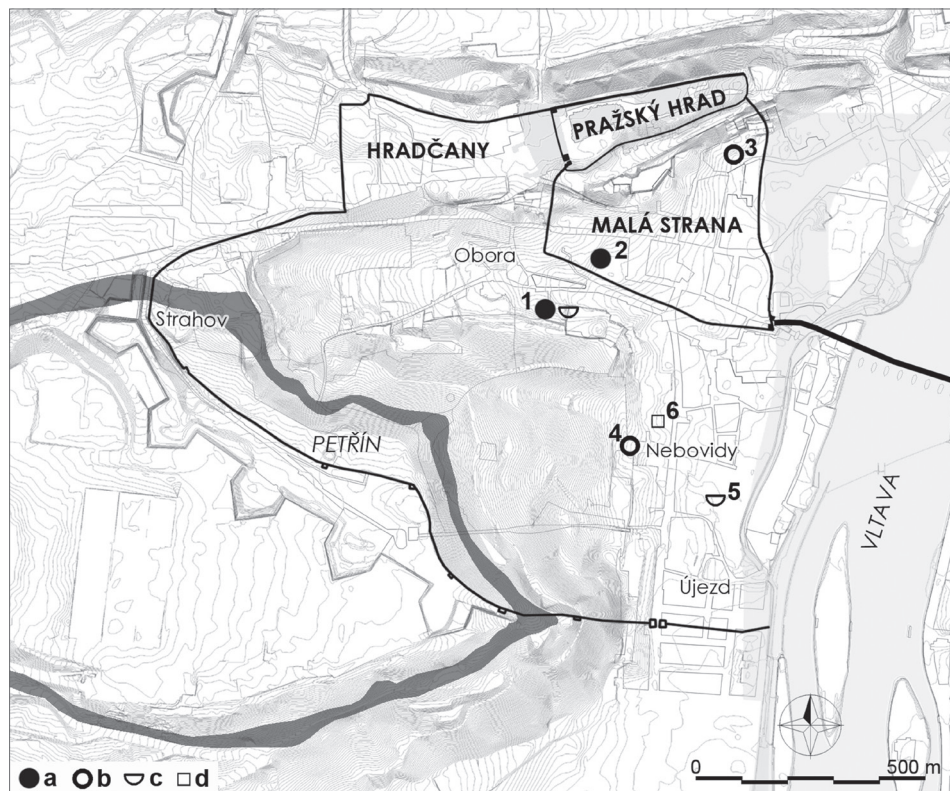 PRAŽSKÝ HRAD
HRADČANY
3
MALÁ STRANA
Obora
2
1
Strahov
6
PETŘÍN
4
Nebovidy
5
VLTAVA
Újezd
a b c d
0 500 m